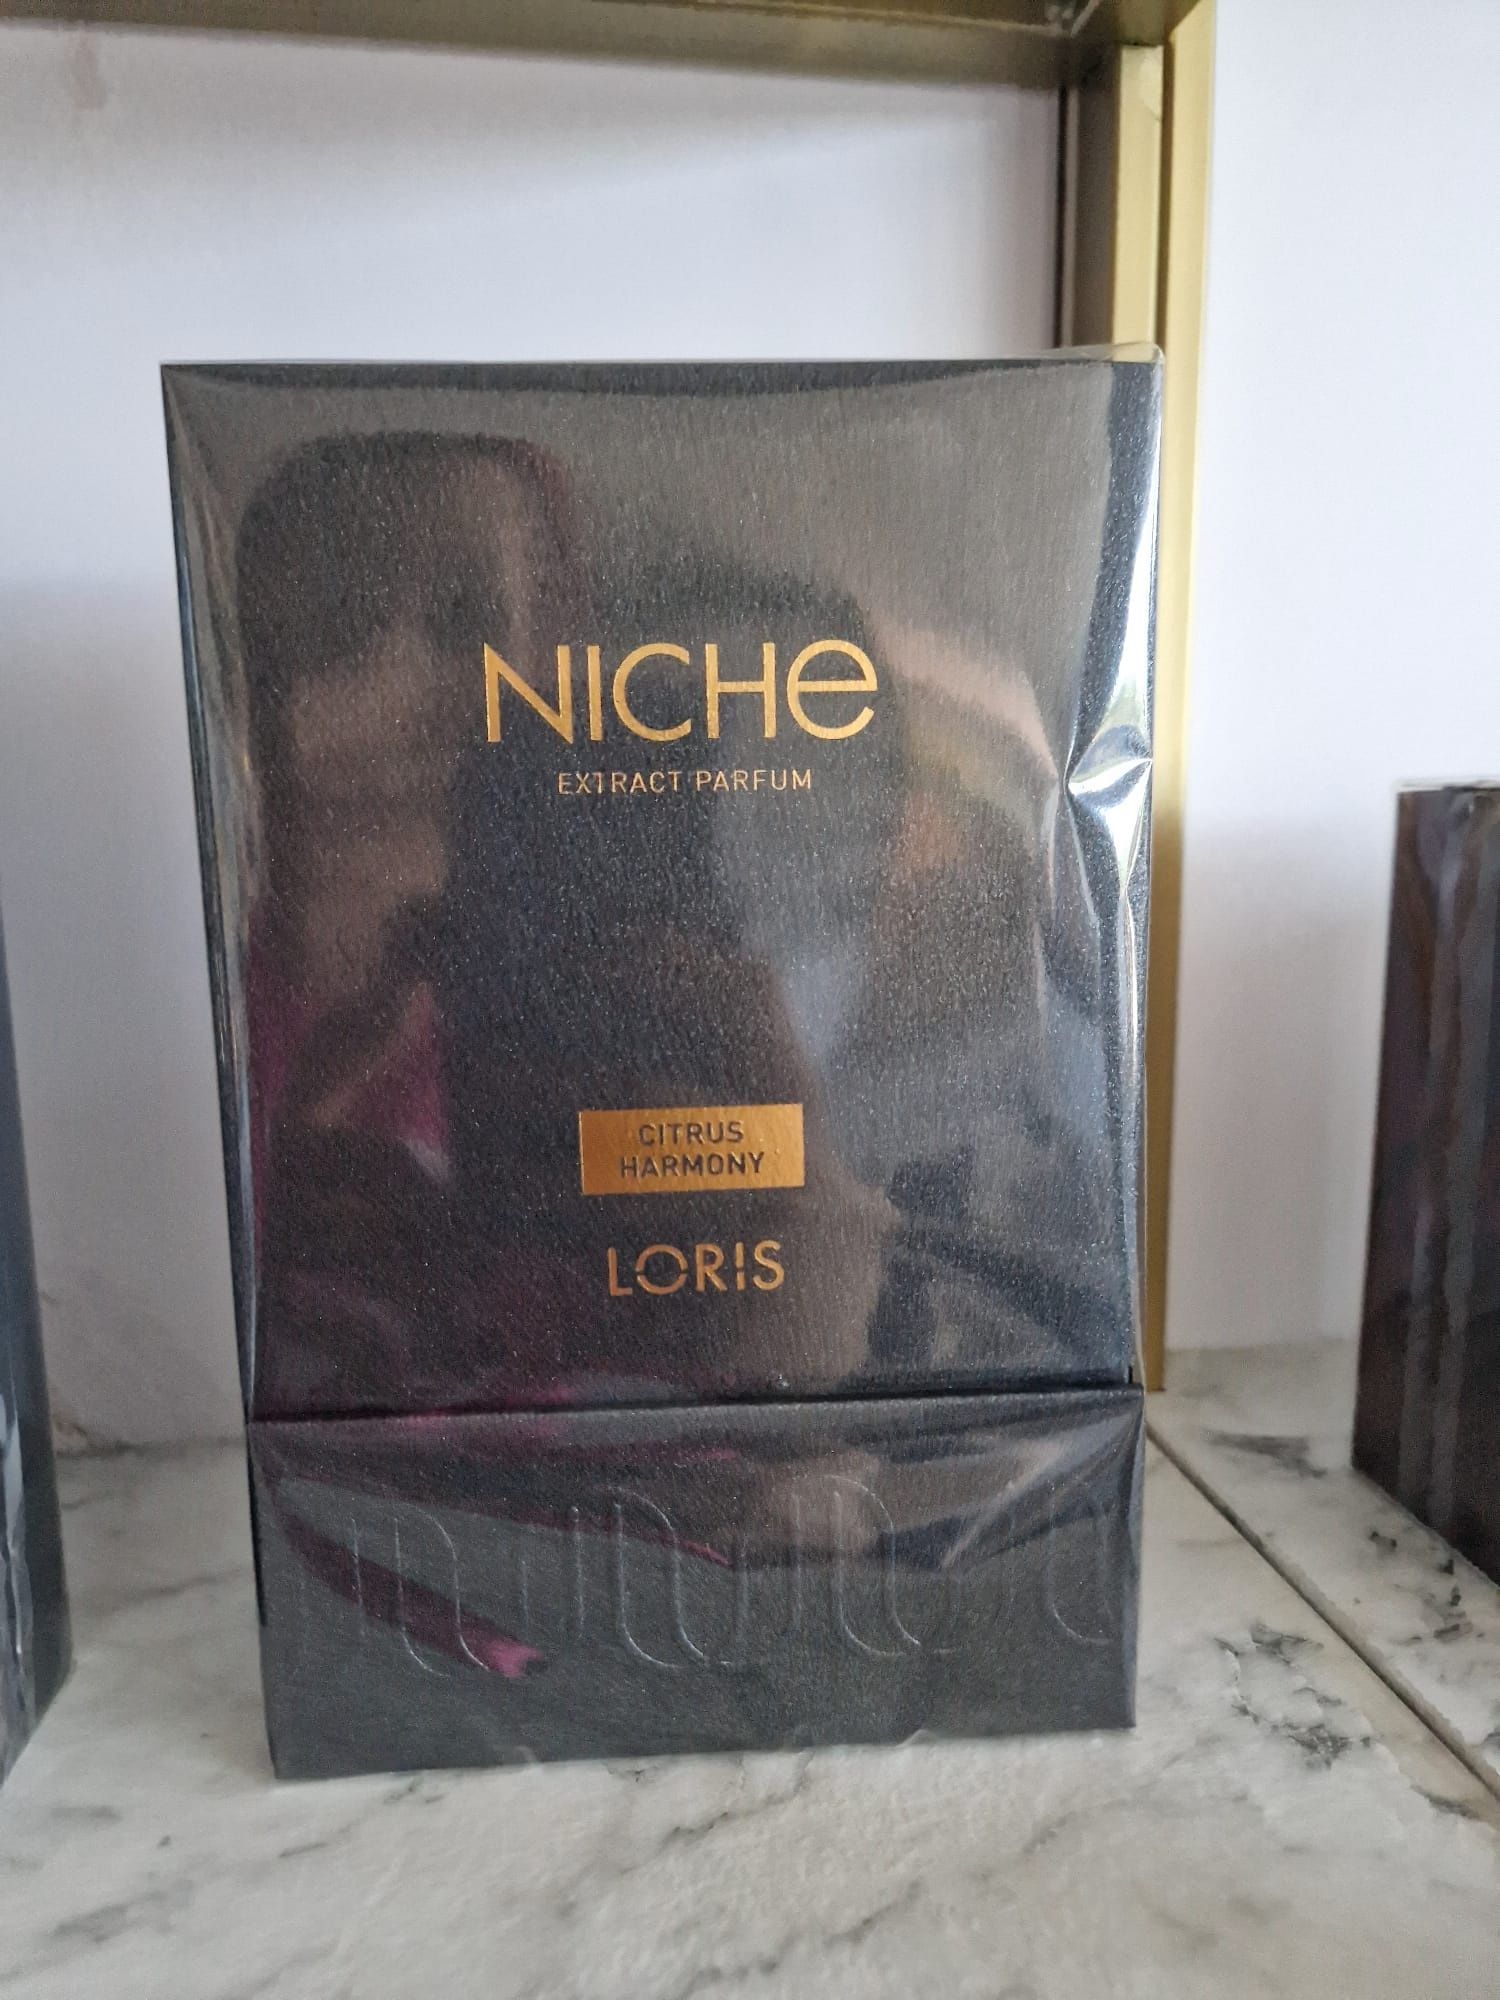 NICHe
EXTRACT PARFUM
CITRUS
HARMONY
LORIS